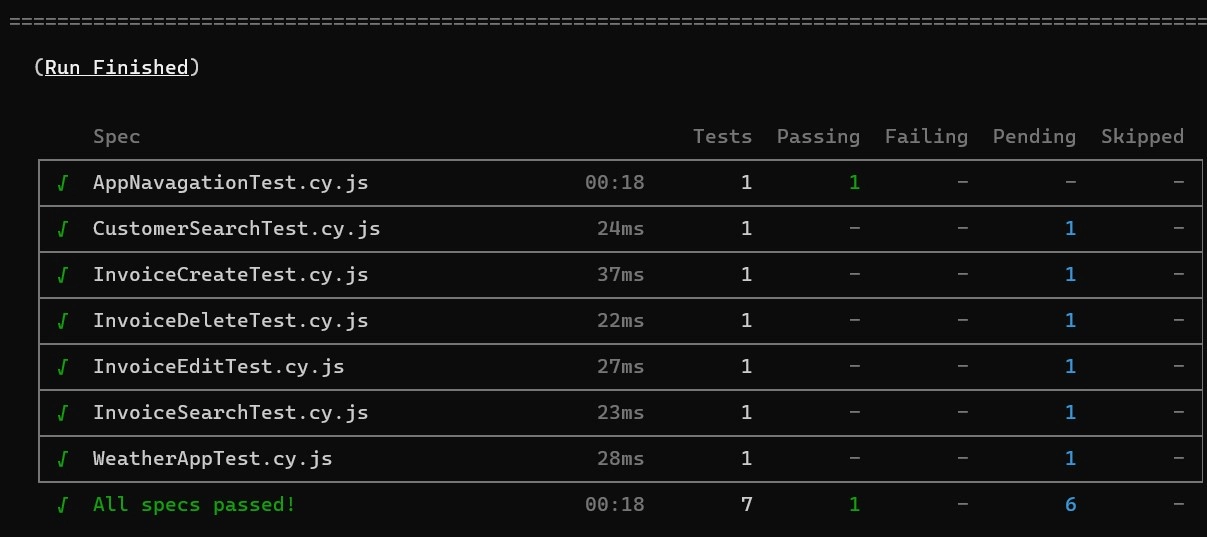 ====================================================================================================
(Run Finished)
Spec Tests Passing Failing Pending Skipped
√ AppNavagationTest.cy.js 00:18 1 1 - - -
√ CustomerSearchTest.cy.js 24ms 1 - - 1 -
√ InvoiceCreateTest.cy.js 37ms 1 - - 1 -
√ InvoiceDeleteTest.cy.js 22ms 1 - - 1 -
√ InvoiceEditTest.cy.js 27ms 1 - - 1 -
√ InvoiceSearchTest.cy.js 23ms 1 - - 1 -
√ WeatherAppTest.cy.js 28ms 1 - - 1 -
√ All specs passed! 00:18 7 1 - 6 -